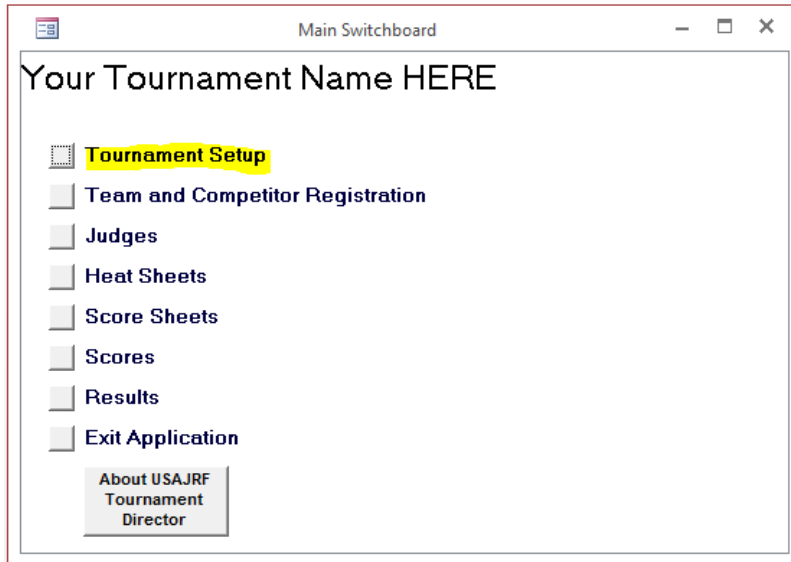 Main Switchboard
Your Tournament Name HERE
Tournament Setup
Team and Competitor Registration
Judges
Heat Sheets
Score Sheets
Scores
Results
Exit Application
About USAJRF
Tournament
Director